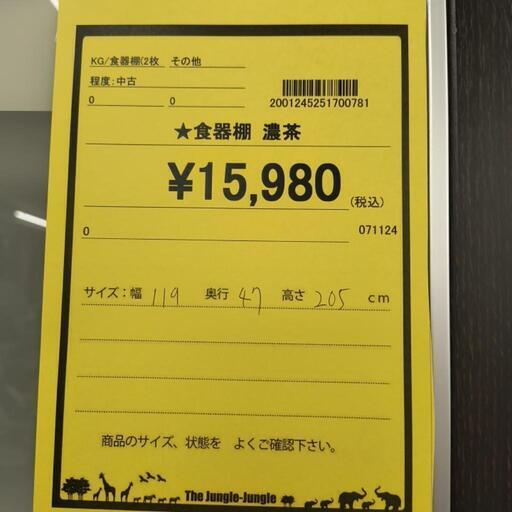 KG/食器棚(2枚 その他
程度:中古
0 0
2001245251700781
★食器棚 濃茶
¥15,980
(税込)
0 071124
サイズ:幅 119 奥行 47 高さ 205 cm
商品のサイズ、状態を よくご確認下さい。
The Jungle-Jungle